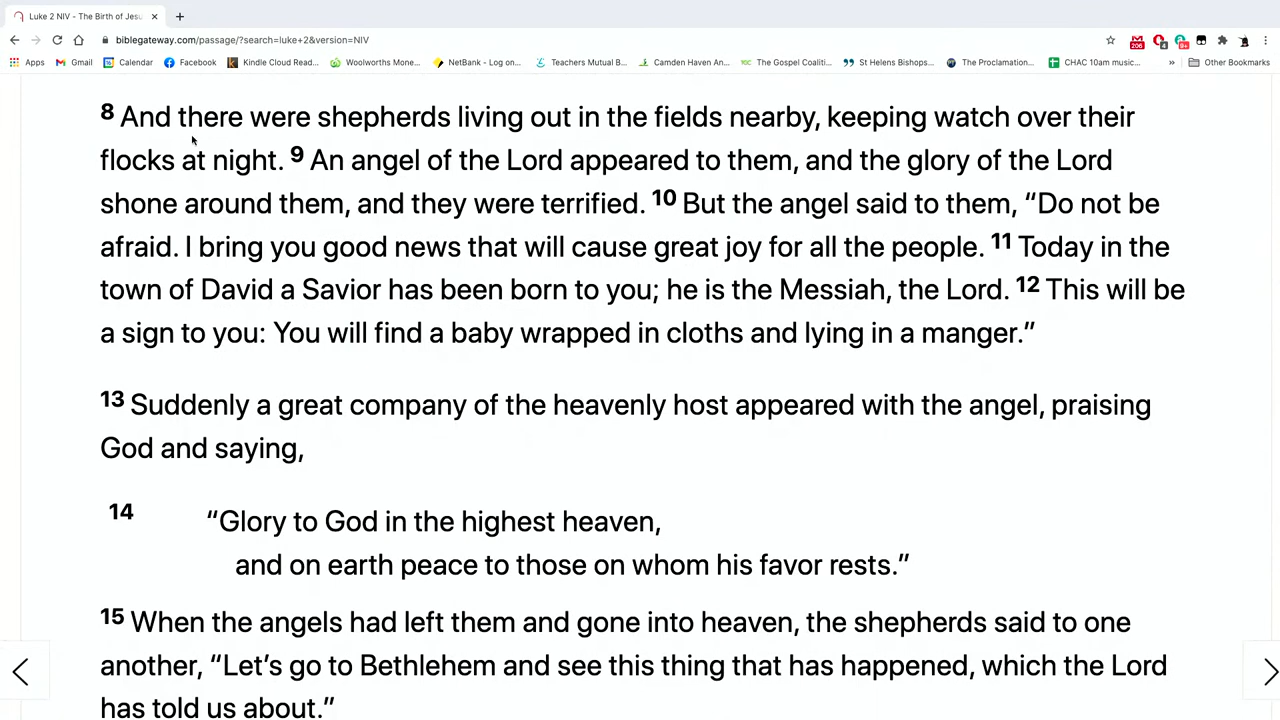 Luke 2 NIV - The Birth of Jesu
biblegateway.com/passage/?search=luke+2&version=NIV
206 4 9+
Apps Gmail Calendar Facebook Kindle Cloud Read... Woolworths Mone... NetBank - Log on... Teachers Mutual B... Camden Haven An... TGC The Gospel Coaliti... St Helens Bishops... The Proclamation... CHAC 10am music... » Other Bookmarks
8 And there were shepherds living out in the fields nearby, keeping watch over their
flocks at night. 9 An angel of the Lord appeared to them, and the glory of the Lord
shone around them, and they were terrified. 10 But the angel said to them, “Do not be
afraid. I bring you good news that will cause great joy for all the people. 11 Today in the
town of David a Savior has been born to you; he is the Messiah, the Lord. 12 This will be
a sign to you: You will find a baby wrapped in cloths and lying in a manger.”
13 Suddenly a great company of the heavenly host appeared with the angel, praising
God and saying,
14 “Glory to God in the highest heaven,
and on earth peace to those on whom his favor rests.”
15 When the angels had left them and gone into heaven, the shepherds said to one
another, “Let’s go to Bethlehem and see this thing that has happened, which the Lord
has told us about.”